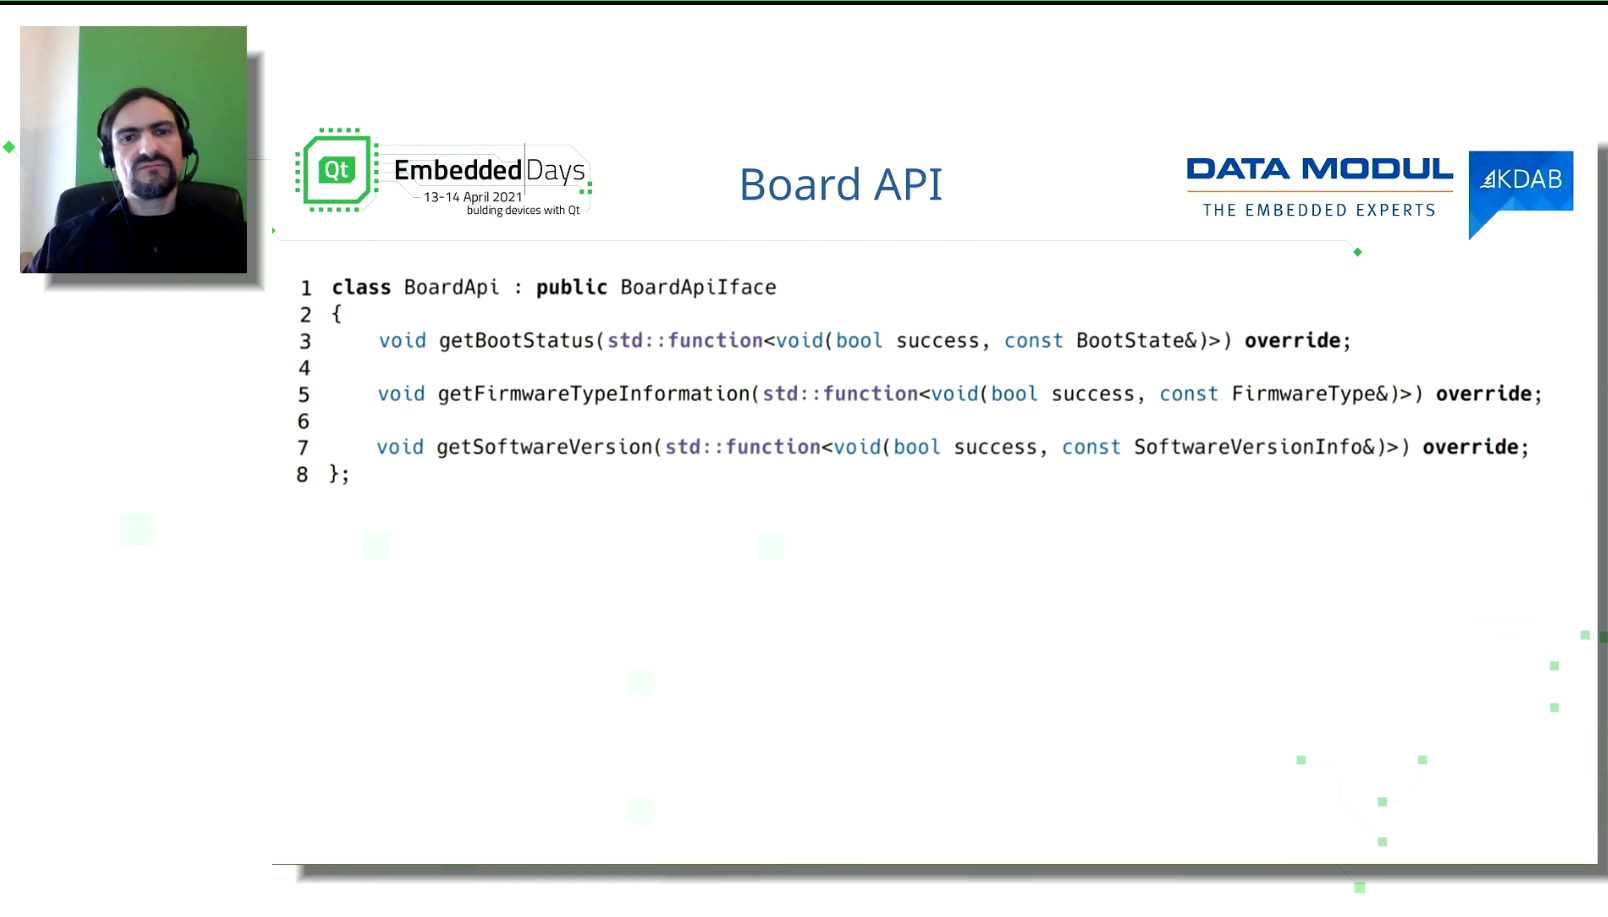 Qt
Embedded Days
13-14 April 2021
bulding devices with Qt
Board API
DATA MODUL
THE EMBEDDED EXPERTS
KDAB
1 class BoardApi : public BoardApiIface
2 {
3 void getBootStatus(std::function<void(bool success, const BootState&)>) override;
4
5 void getFirmwareTypeInformation(std::function<void(bool success, const FirmwareType&)>) override;
6
7 void getSoftwareVersion(std::function<void(bool success, const SoftwareVersionInfo&)>) override;
8 };